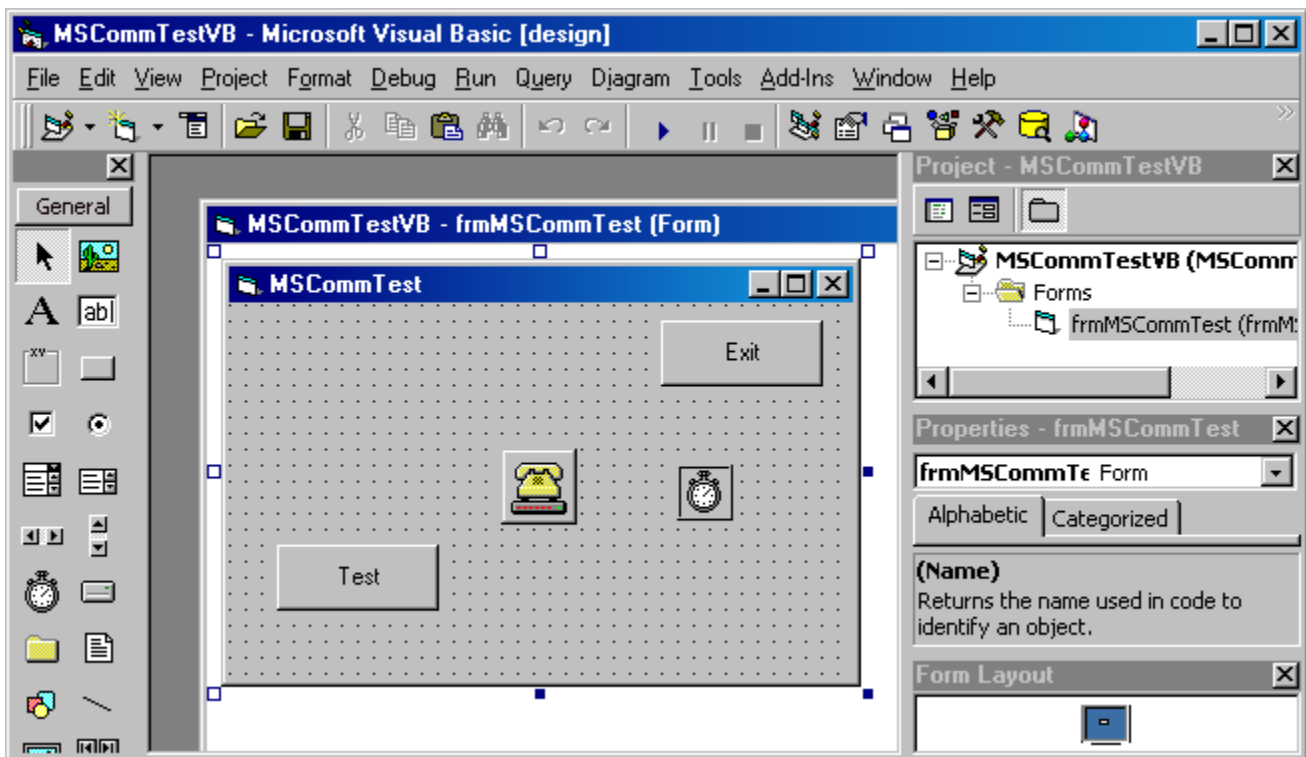 MSCommTestVB - Microsoft Visual Basic [design]
File Edit View Project Format Debug Run Query Diagram Tools Add-Ins Window Help
General
A
abl
XV
MSCommTestVB - frmMSCommTest (Form)
MSCommTest
Exit
Test
Project - MSCommTestVB
MSCommTestVB (MSComm
Forms
frmMSCommTest (frmM
Properties - frmMSCommTest
frmMSCommTe Form
Alphabetic Categorized
(Name)
Returns the name used in code to
identify an object.
Form Layout